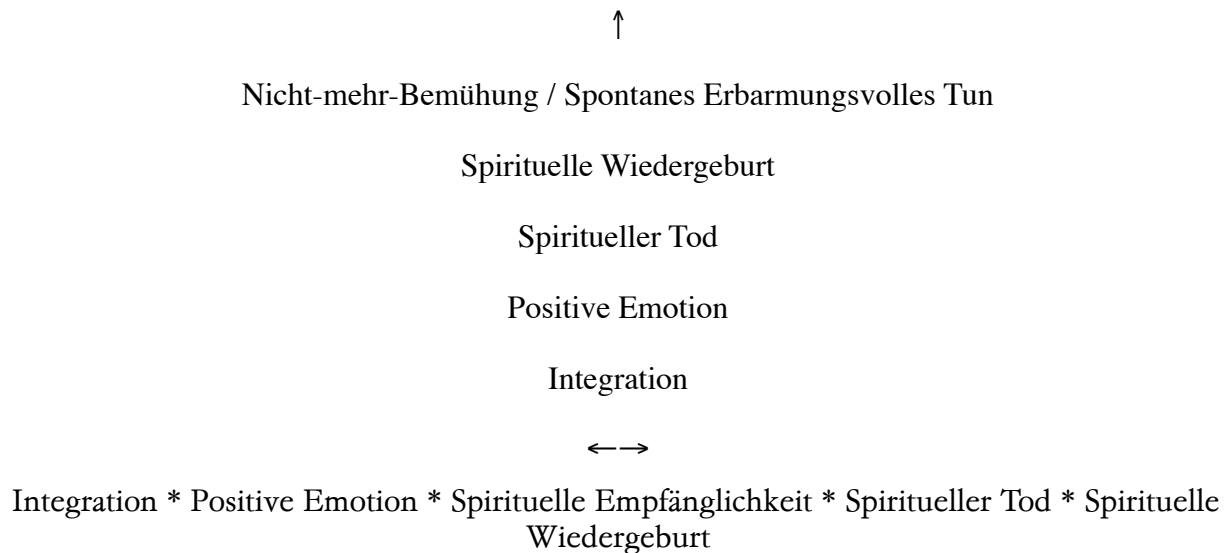 ↑
Nicht-mehr-Bemühung / Spontanes Erbarmungsvolles Tun
Spirituelle Wiedergeburt
Spiritueller Tod
Positive Emotion
Integration
←→
Integration * Positive Emotion * Spirituelle Empfänglichkeit * Spiritueller Tod * Spirituelle
Wiedergeburt